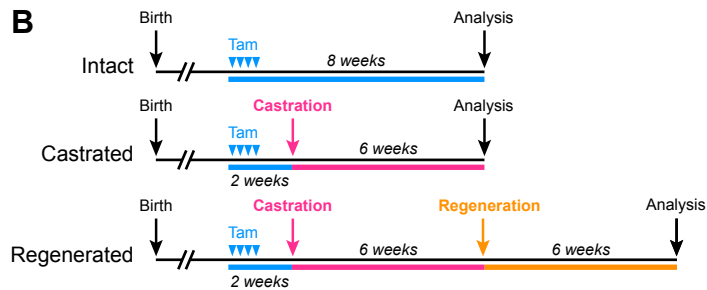 B
Birth
Analysis
Tam
Intact
8 weeks
Birth
Castration
Analysis
Tam
Castrated
6 weeks
2 weeks
Birth
Castration
Regeneration
Analysis
Tam
Regenerated
6 weeks
6 weeks
2 weeks